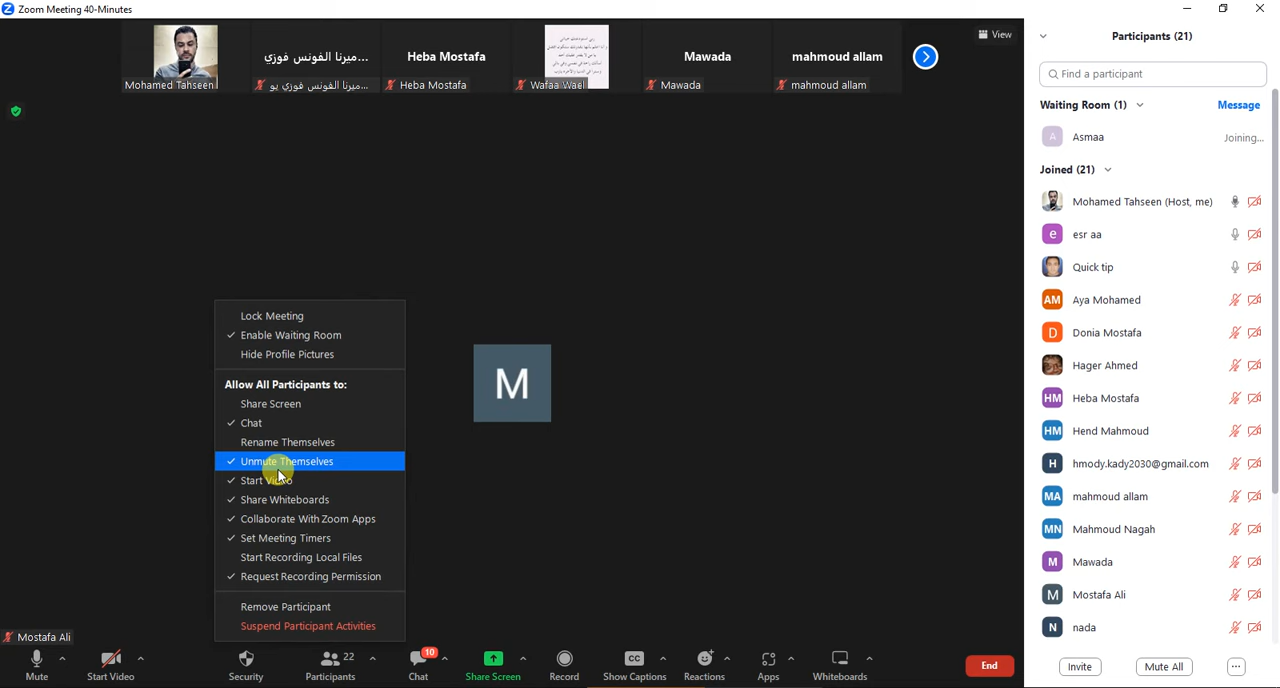 Zoom Meeting 40-Minutes
Mohamed Tahseen
ميرنا الفونس فوزي...
ميرنا الفونس فوزي يو...
Heba Mostafa
Heba Mostafa
Wafaa Wael
Mawada
Mawada
mahmoud allam
mahmoud allam
View
Lock Meeting
Enable Waiting Room
Hide Profile Pictures
Allow All Participants to:
Share Screen
Chat
Rename Themselves
Unmute Themselves
Start Video
Share Whiteboards
Collaborate With Zoom Apps
Set Meeting Timers
Start Recording Local Files
Request Recording Permission
Remove Participant
Suspend Participant Activities
M
Mostafa Ali
Mute
Start Video
Security
22
Participants
10
Chat
Share Screen
Record
CC
Show Captions
Reactions
Apps
Whiteboards
End
Participants (21)
Find a participant
Waiting Room (1)
Message
A Asmaa Joining...
Joined (21)
Mohamed Tahseen (Host, me)
e esr aa
Quick tip
AM Aya Mohamed
D Donia Mostafa
Hager Ahmed
HM Heba Mostafa
HM Hend Mahmoud
H hmody.kady2030@gmail.com
MA mahmoud allam
MN Mahmoud Nagah
M Mawada
M Mostafa Ali
N nada
Invite
Mute All
...